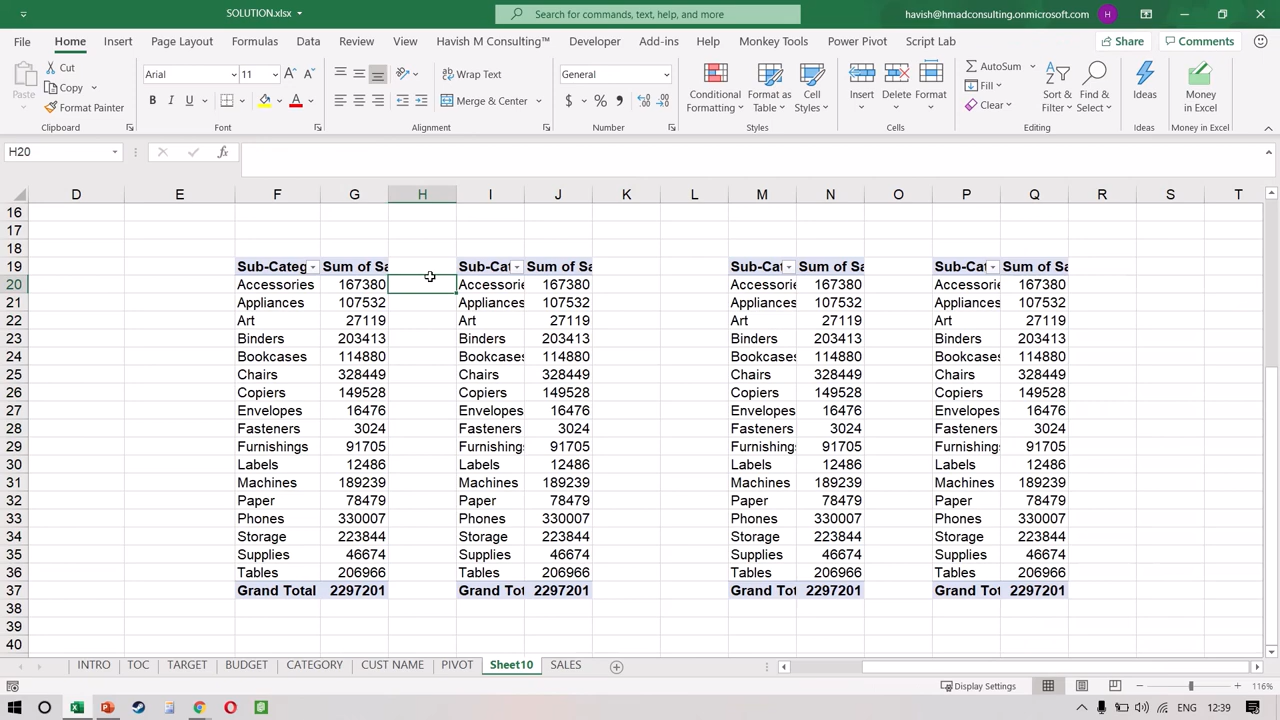 SOLUTION.xlsx
Search for commands, text, help, and more
havish@hmadconsulting.onmicrosoft.com
H
File Home Insert Page Layout Formulas Data Review View Havish M Consulting™ Developer Add-ins Help Monkey Tools Power Pivot Script Lab Share Comments
Paste
Cut
Copy
Format Painter
Clipboard
Arial 11
B I U
Font
Wrap Text
Merge & Center
Alignment
General
$ % ,
Number
Conditional Formatting
Format as Table
Cell Styles
Styles
Insert
Delete
Format
Cells
AutoSum
Fill
Clear
Sort & Filter
Find & Select
Editing
Ideas
Ideas
Money in Excel
Money in Excel
H20
fx
D E F G H I J K L M N O P Q R S T
16
17
18
19 Sub-Categ Sum of Sa Sub-Cat Sum of Sa Sub-Cat Sum of Sa Sub-Cat Sum of Sa
20 Accessories 167380 Accessorie 167380 Accessorie 167380 Accessorie 167380
21 Appliances 107532 Appliances 107532 Appliances 107532 Appliances 107532
22 Art 27119 Art 27119 Art 27119 Art 27119
23 Binders 203413 Binders 203413 Binders 203413 Binders 203413
24 Bookcases 114880 Bookcases 114880 Bookcases 114880 Bookcases 114880
25 Chairs 328449 Chairs 328449 Chairs 328449 Chairs 328449
26 Copiers 149528 Copiers 149528 Copiers 149528 Copiers 149528
27 Envelopes 16476 Envelopes 16476 Envelopes 16476 Envelopes 16476
28 Fasteners 3024 Fasteners 3024 Fasteners 3024 Fasteners 3024
29 Furnishings 91705 Furnishing 91705 Furnishing 91705 Furnishing 91705
30 Labels 12486 Labels 12486 Labels 12486 Labels 12486
31 Machines 189239 Machines 189239 Machines 189239 Machines 189239
32 Paper 78479 Paper 78479 Paper 78479 Paper 78479
33 Phones 330007 Phones 330007 Phones 330007 Phones 330007
34 Storage 223844 Storage 223844 Storage 223844 Storage 223844
35 Supplies 46674 Supplies 46674 Supplies 46674 Supplies 46674
36 Tables 206966 Tables 206966 Tables 206966 Tables 206966
37 Grand Total 2297201 Grand Tot 2297201 Grand Tot 2297201 Grand Tot 2297201
38
39
40
INTRO TOC TARGET BUDGET CATEGORY CUST NAME PIVOT Sheet10 SALES
Display Settings 116%
ENG 12:39